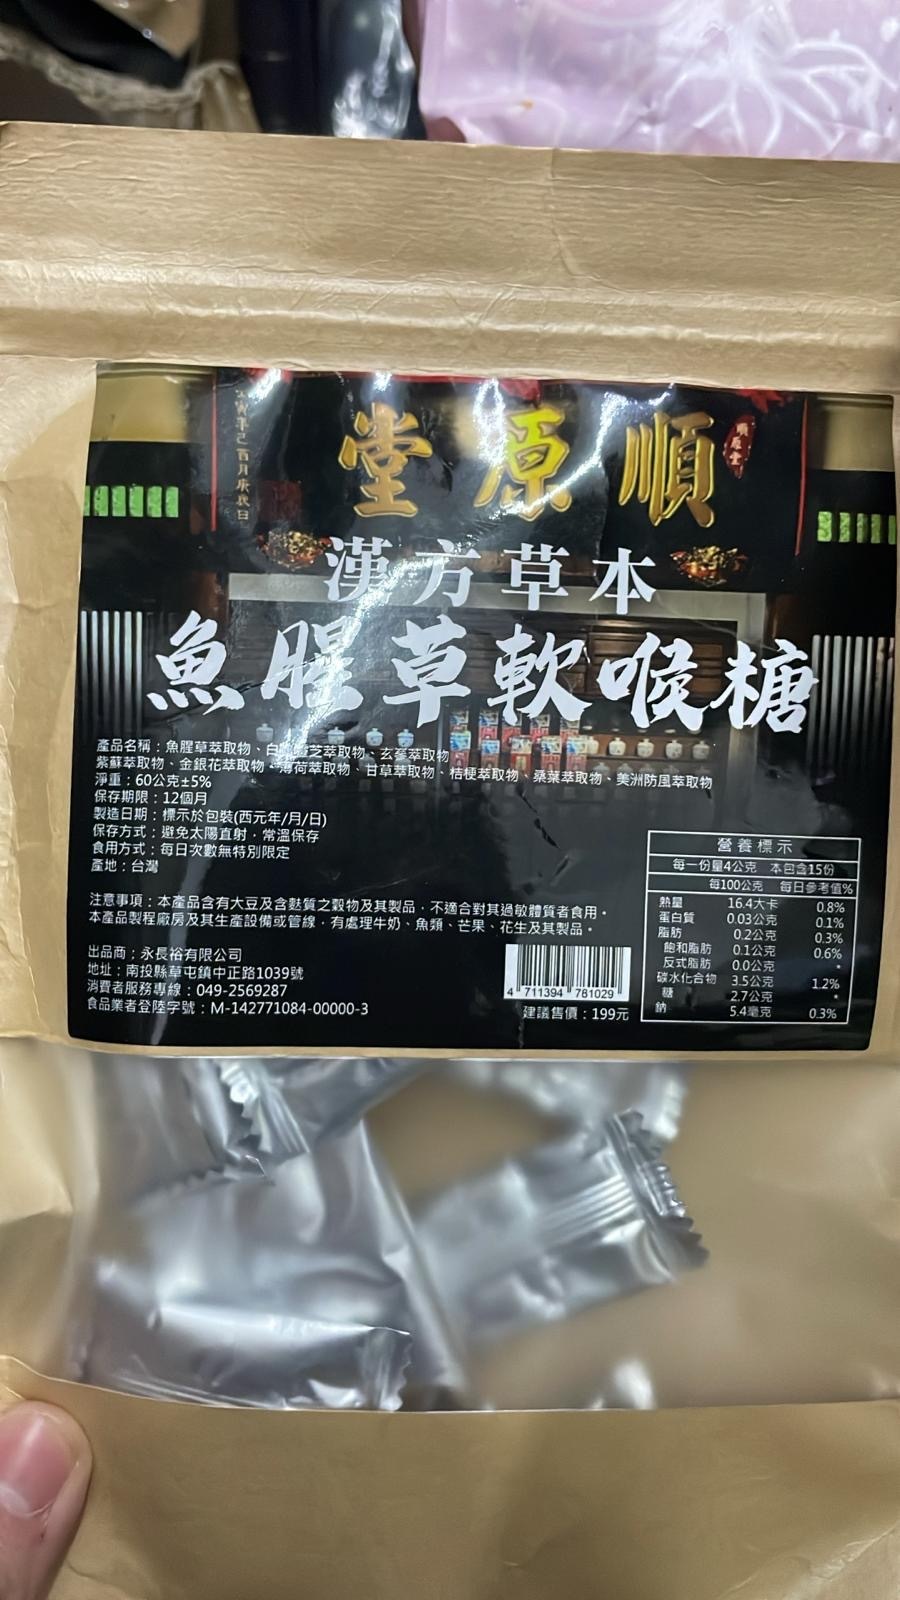 順原堂
順原堂
漢方草本
魚腥草軟喉糖
產品名稱：魚腥草萃取物、白 靈芝萃取物、玄蔘萃取物
紫蘇萃取物、金銀花萃取物、薄荷萃取物、甘草萃取物、桔梗萃取物、桑葉萃取物、美洲防風萃取物
淨重：60公克±5%
保存期限：12個月
製造日期：標示於包裝(西元年/月/日)
保存方式：避免太陽直射，常溫保存
食用方式：每日次數無特別限定
產地：台灣
注意事項：本產品含有大豆及含麩質之穀物及其製品，不適合對其過敏體質者食用。
本產品製程廠房及其生產設備或管線，有處理牛奶、魚類、芒果、花生及其製品。
出品商：永長裕有限公司
地址：南投縣草屯鎮中正路1039號
消費者服務專線：049-2569287
食品業者登陸字號：M-142771084-00000-3
4 711394 781029
建議售價：199元
營養標示
每一份量4公克 本包含15份
每100公克 每日參考值%
熱量 16.4大卡 0.8%
蛋白質 0.03公克 0.1%
脂肪 0.2公克 0.3%
飽和脂肪 0.1公克 0.6%
反式脂肪 0.0公克 *
碳水化合物 3.5公克 1.2%
糖 2.7公克 *
鈉 5.4毫克 0.3%